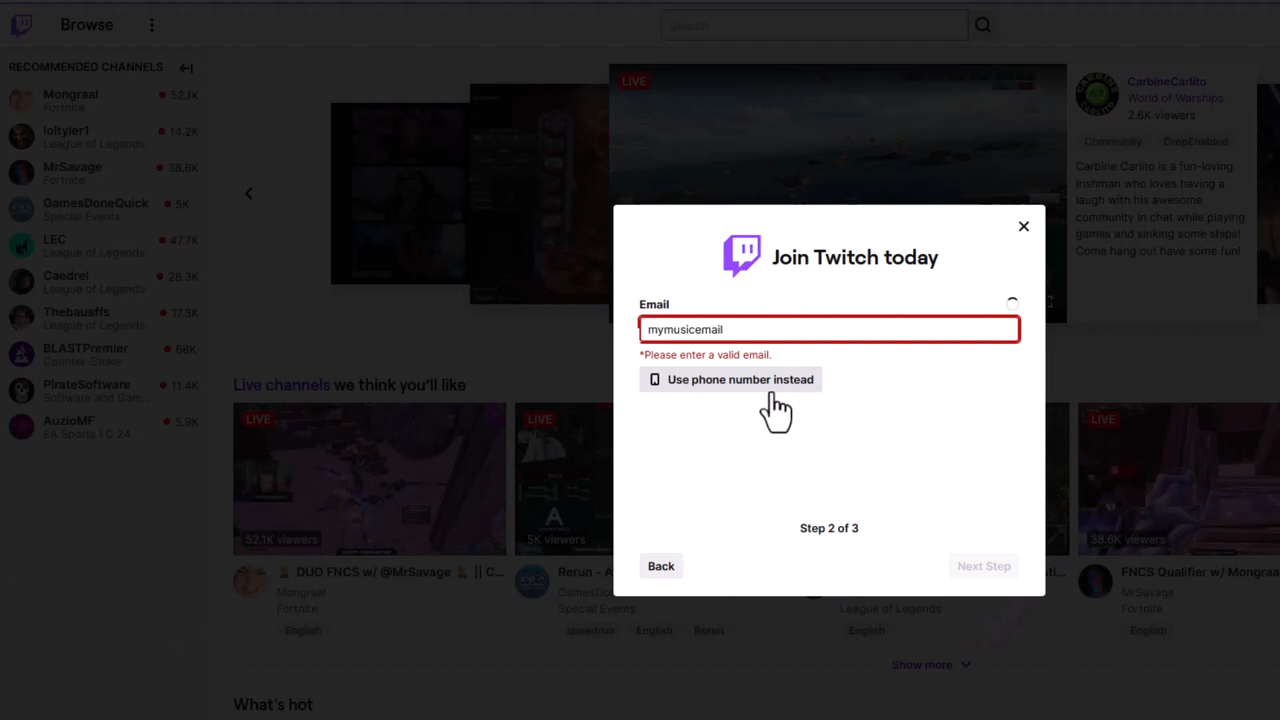 Browse
Search
RECOMMENDED CHANNELS
Mongraal
52.1K
Fortnite
loltyler1
14.2K
League of Legends
MrSavage
38.6K
Fortnite
GamesDoneQuick
5K
Special Events
LEC
47.7K
League of Legends
Caedrel
28.3K
League of Legends
Thebausffs
17.3K
League of Legends
BLASTPremier
68K
Counter-Strike
PirateSoftware
11.4K
Software and Gam...
AuzioMF
5.9K
EA Sports FC 24
LIVE
CarbineCarlito
World of Warships
2.6K viewers
Community
DropEnabled
Carbine Carlito is a fun-loving
Irishman who loves having a
laugh with his awesome
community in chat while playing
games and sinking some ships!
Come hang out have some fun!
Join Twitch today
Email
mymusicemail
*Please enter a valid email.
Use phone number instead
Step 2 of 3
Back
Next Step
Live channels we think you'll like
LIVE
52.1K viewers
DUO FNCS w/ @MrSavage || C...
Mongraal
Fortnite
English
LIVE
5K viewers
Rerun - A
GamesDo
Special Events
speedrun
English
Rerun
League of Legends
English
LIVE
38.6K viewers
FNCS Qualifier w/ Mongraa
MrSavage
Fortnite
English
Show more
What's hot